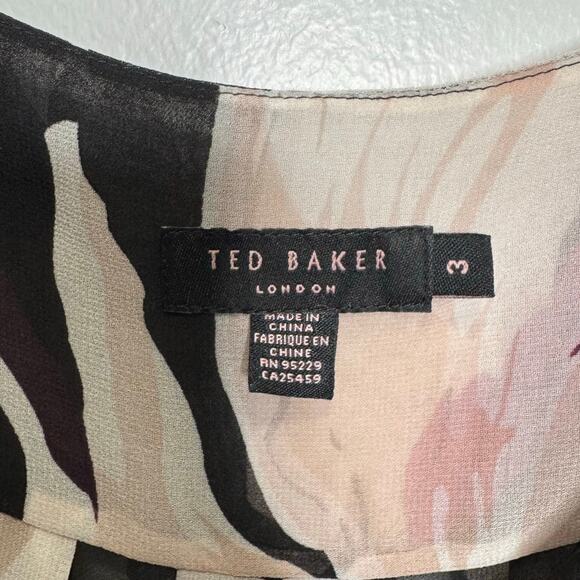 TED BAKER
LONDON
3
MADE IN
CHINA
FABRIQUE EN
CHINE
RN 95229
CA25459